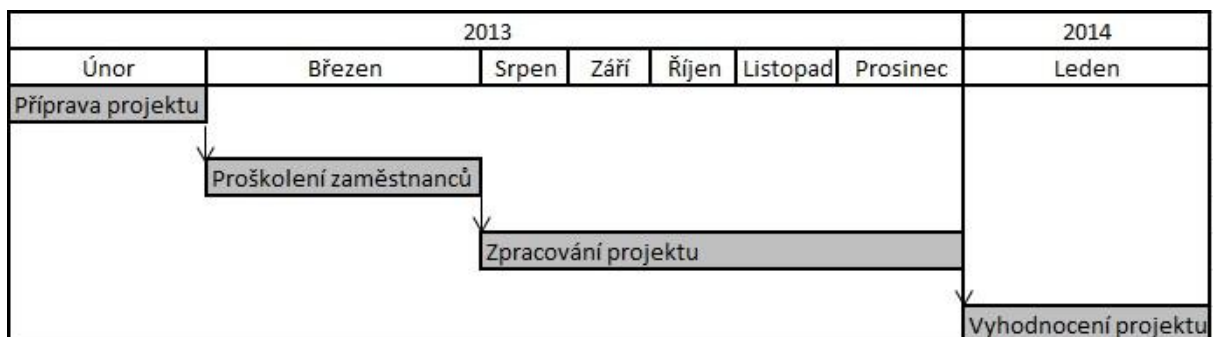 2013 2014
Únor Březen Srpen Září Říjen Listopad Prosinec Leden
Příprava projektu
Proškolení zaměstnanců
Zpracování projektu
Vyhodnocení projektu